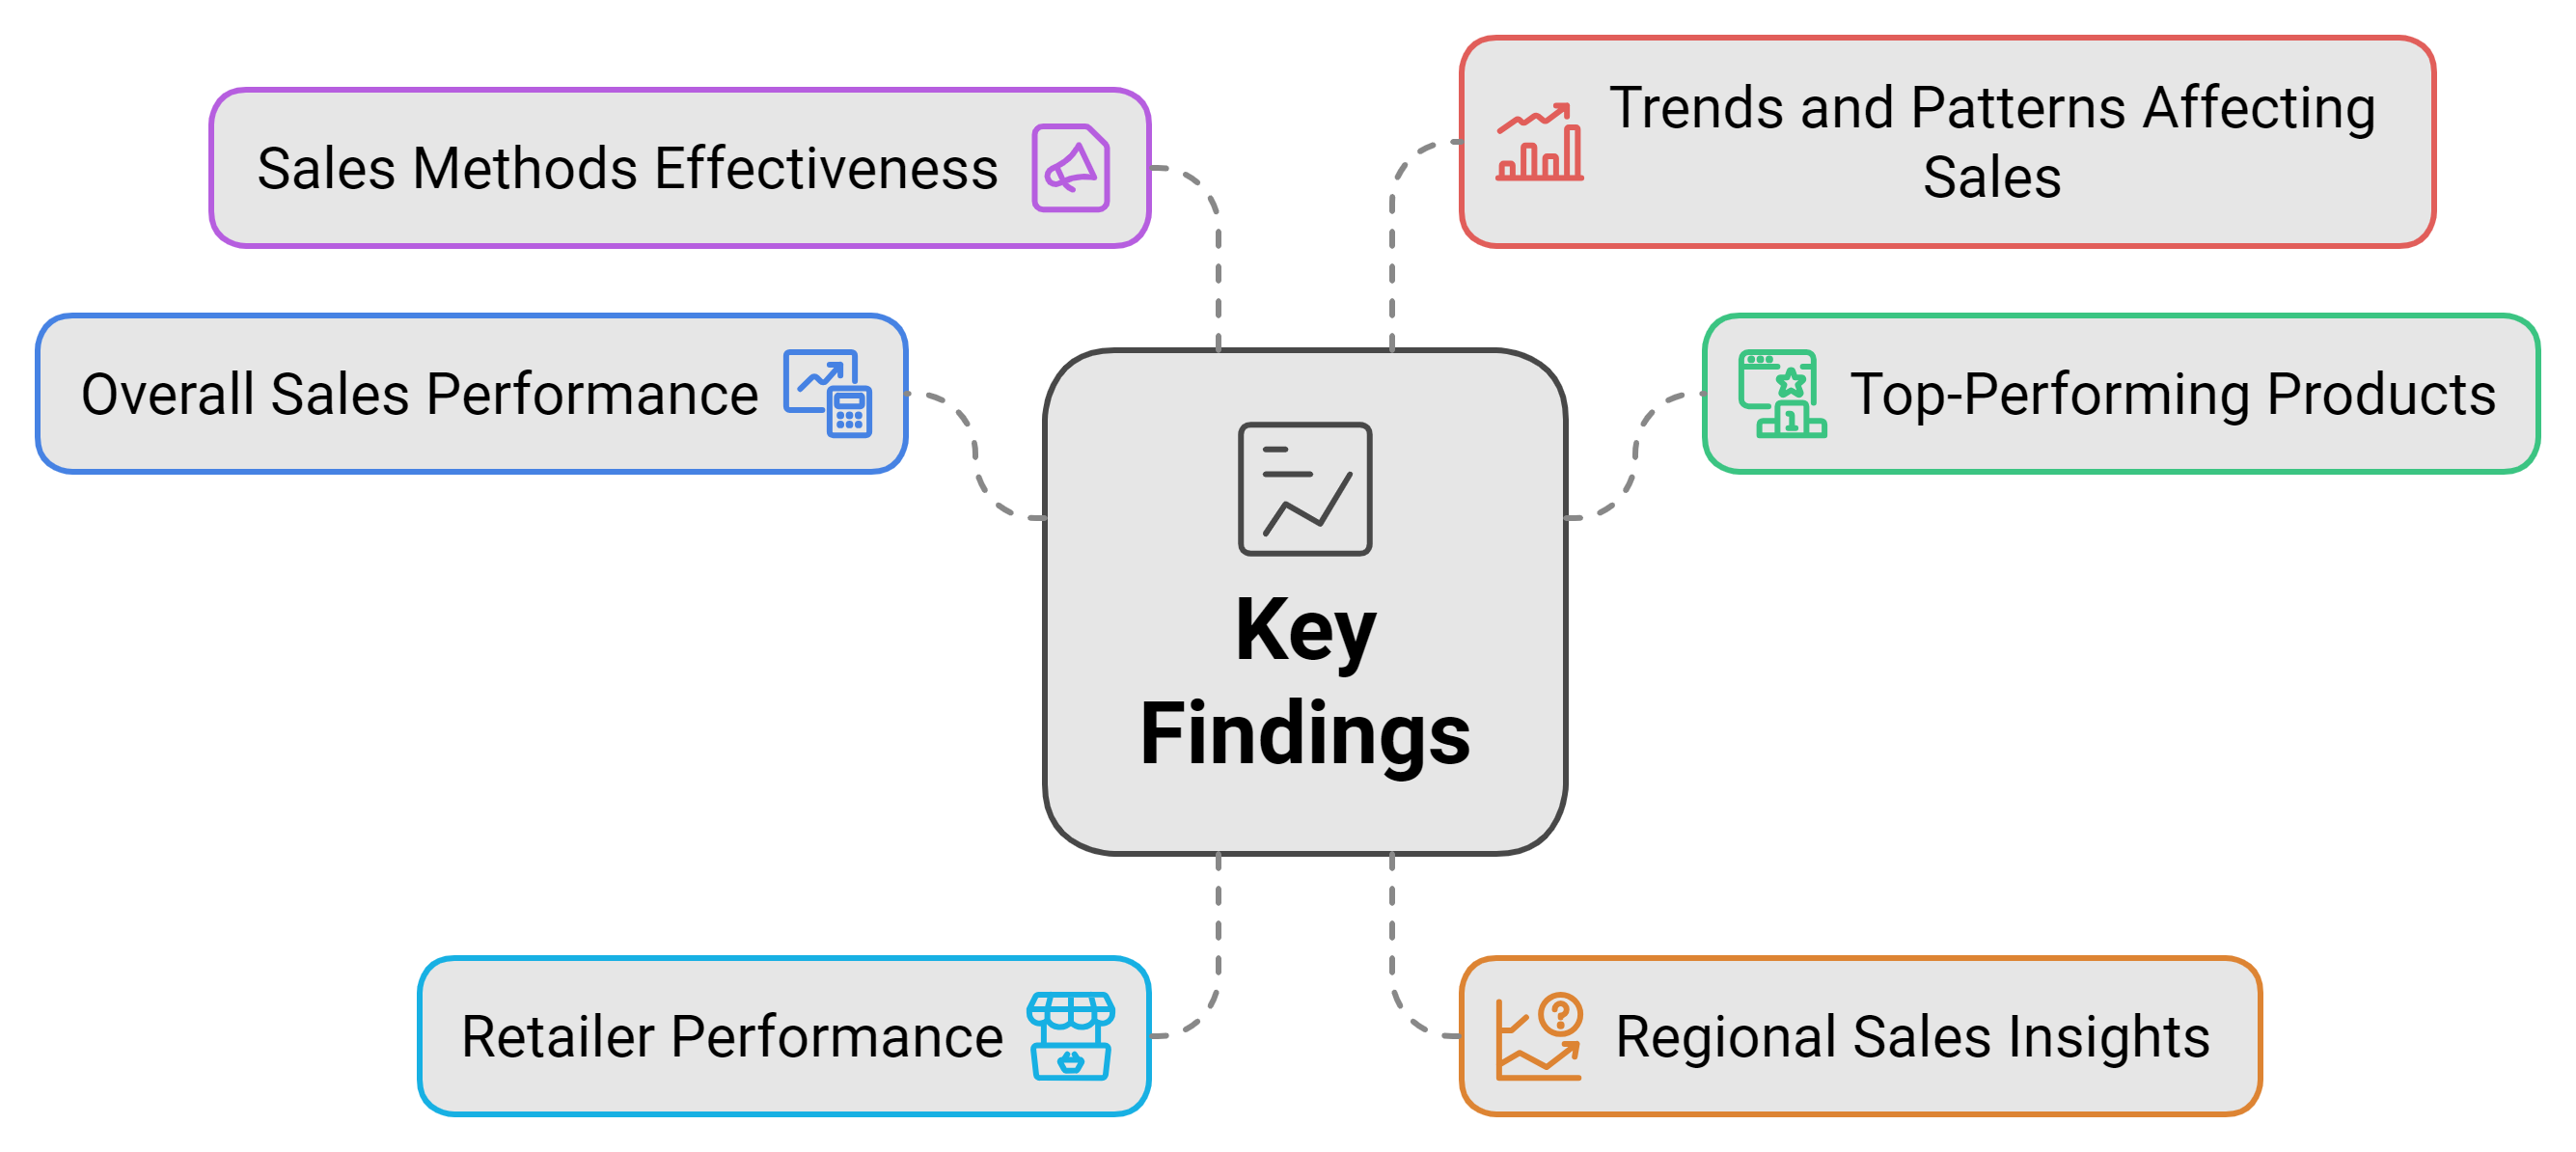 Sales Methods Effectiveness
Trends and Patterns Affecting
Sales
Overall Sales Performance
1
Top-Performing Products
Key
Findings
Retailer Performance
?
Regional Sales Insights